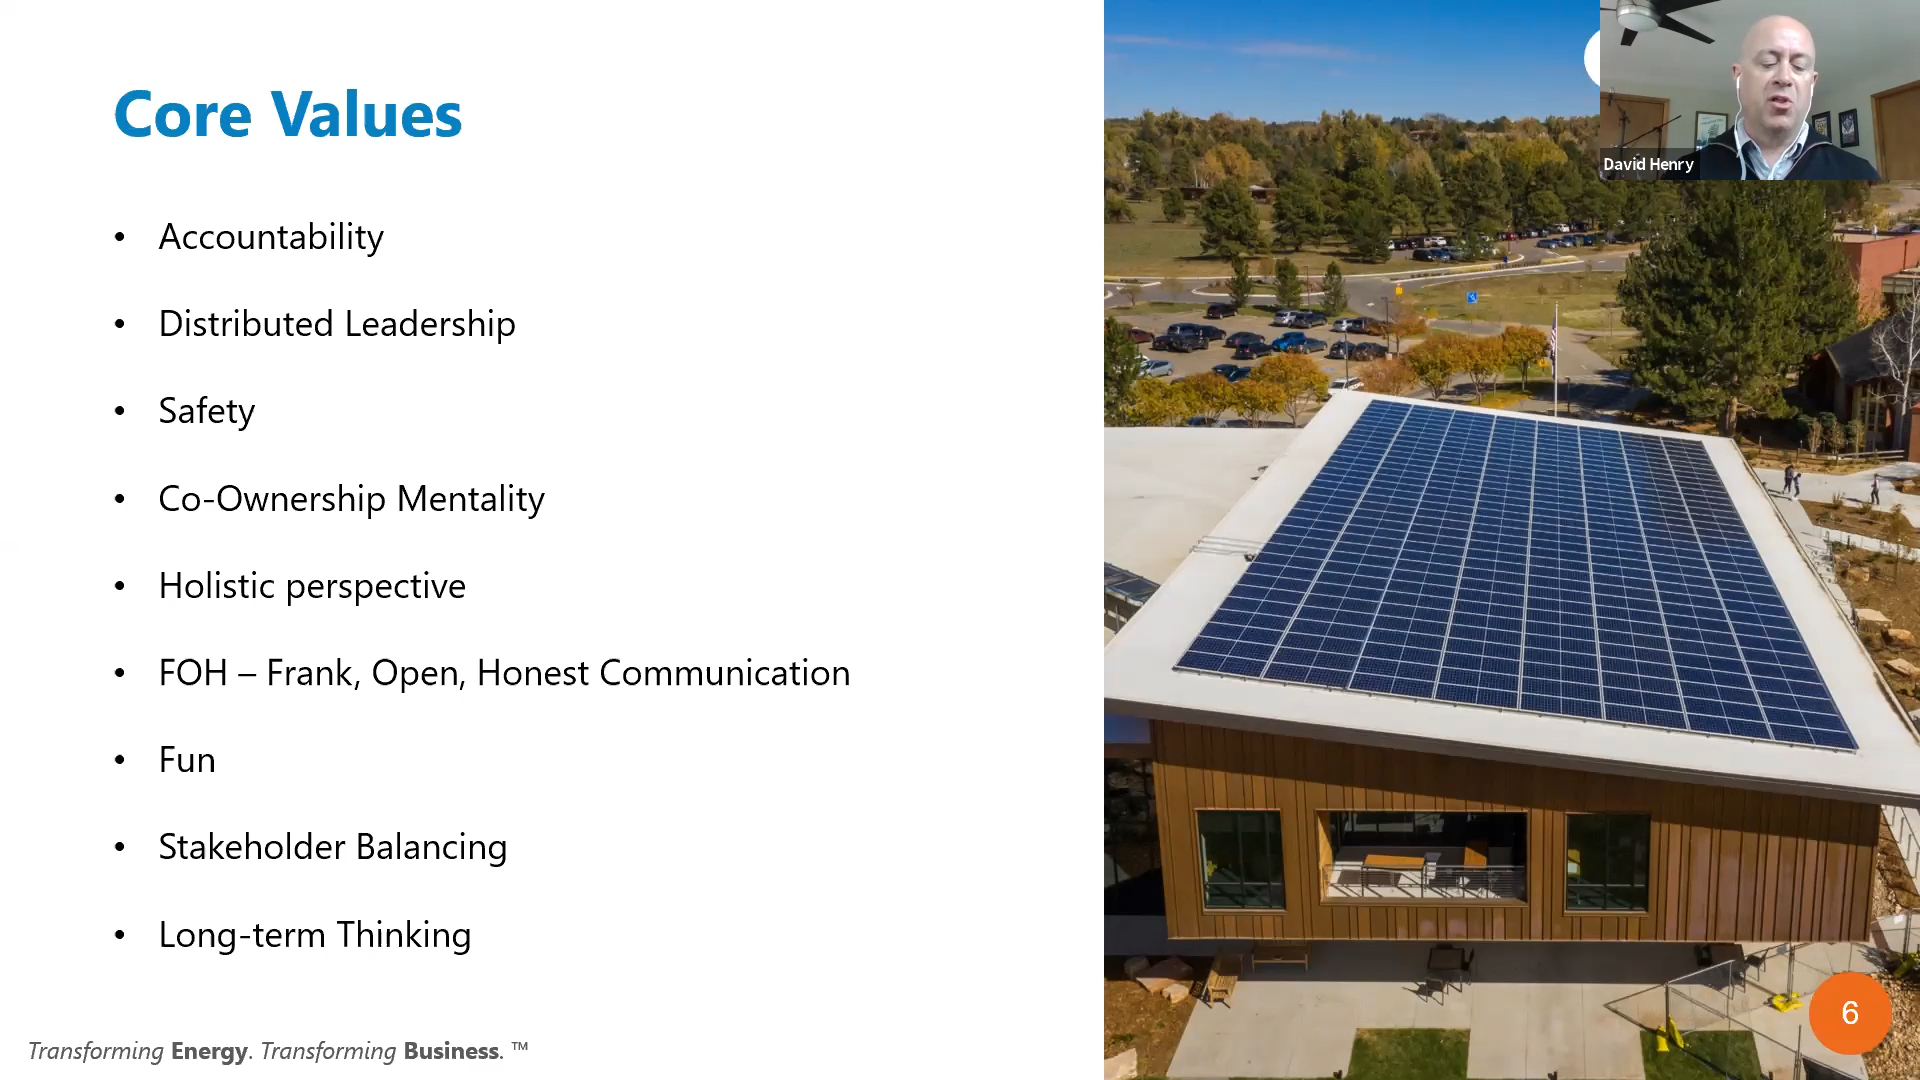 Core Values
• Accountability
• Distributed Leadership
• Safety
• Co-Ownership Mentality
• Holistic perspective
• FOH – Frank, Open, Honest Communication
• Fun
• Stakeholder Balancing
• Long-term Thinking
Transforming Energy. Transforming Business. ™
David Henry
6